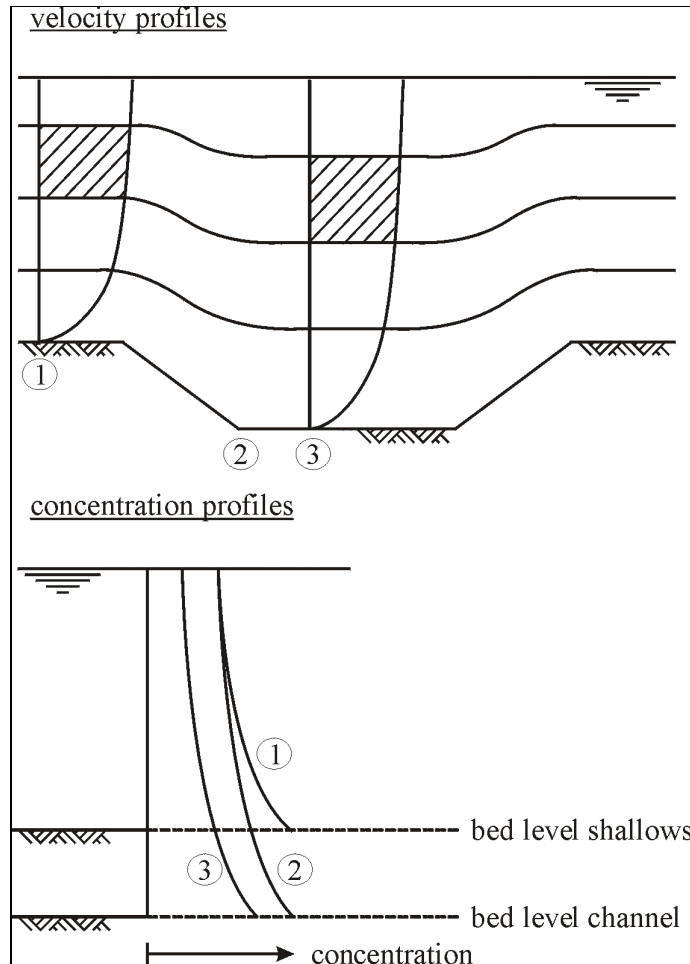 velocity profiles
1
2 3
concentration profiles
1
bed level shallows
3 2
bed level channel
concentration